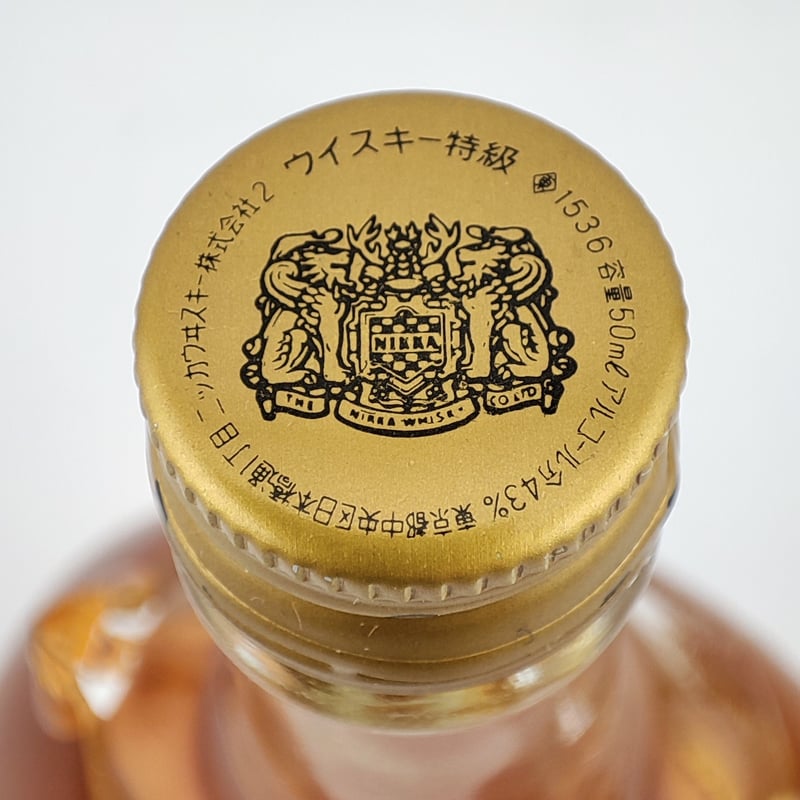 ウイスキー特級
1536 容量50ml アルコール分43% 東京都中央区日本橋通1丁目 ニッカウヰスキー株式会社2
NIKKA
THE NIKKA WHISKY CO LTD